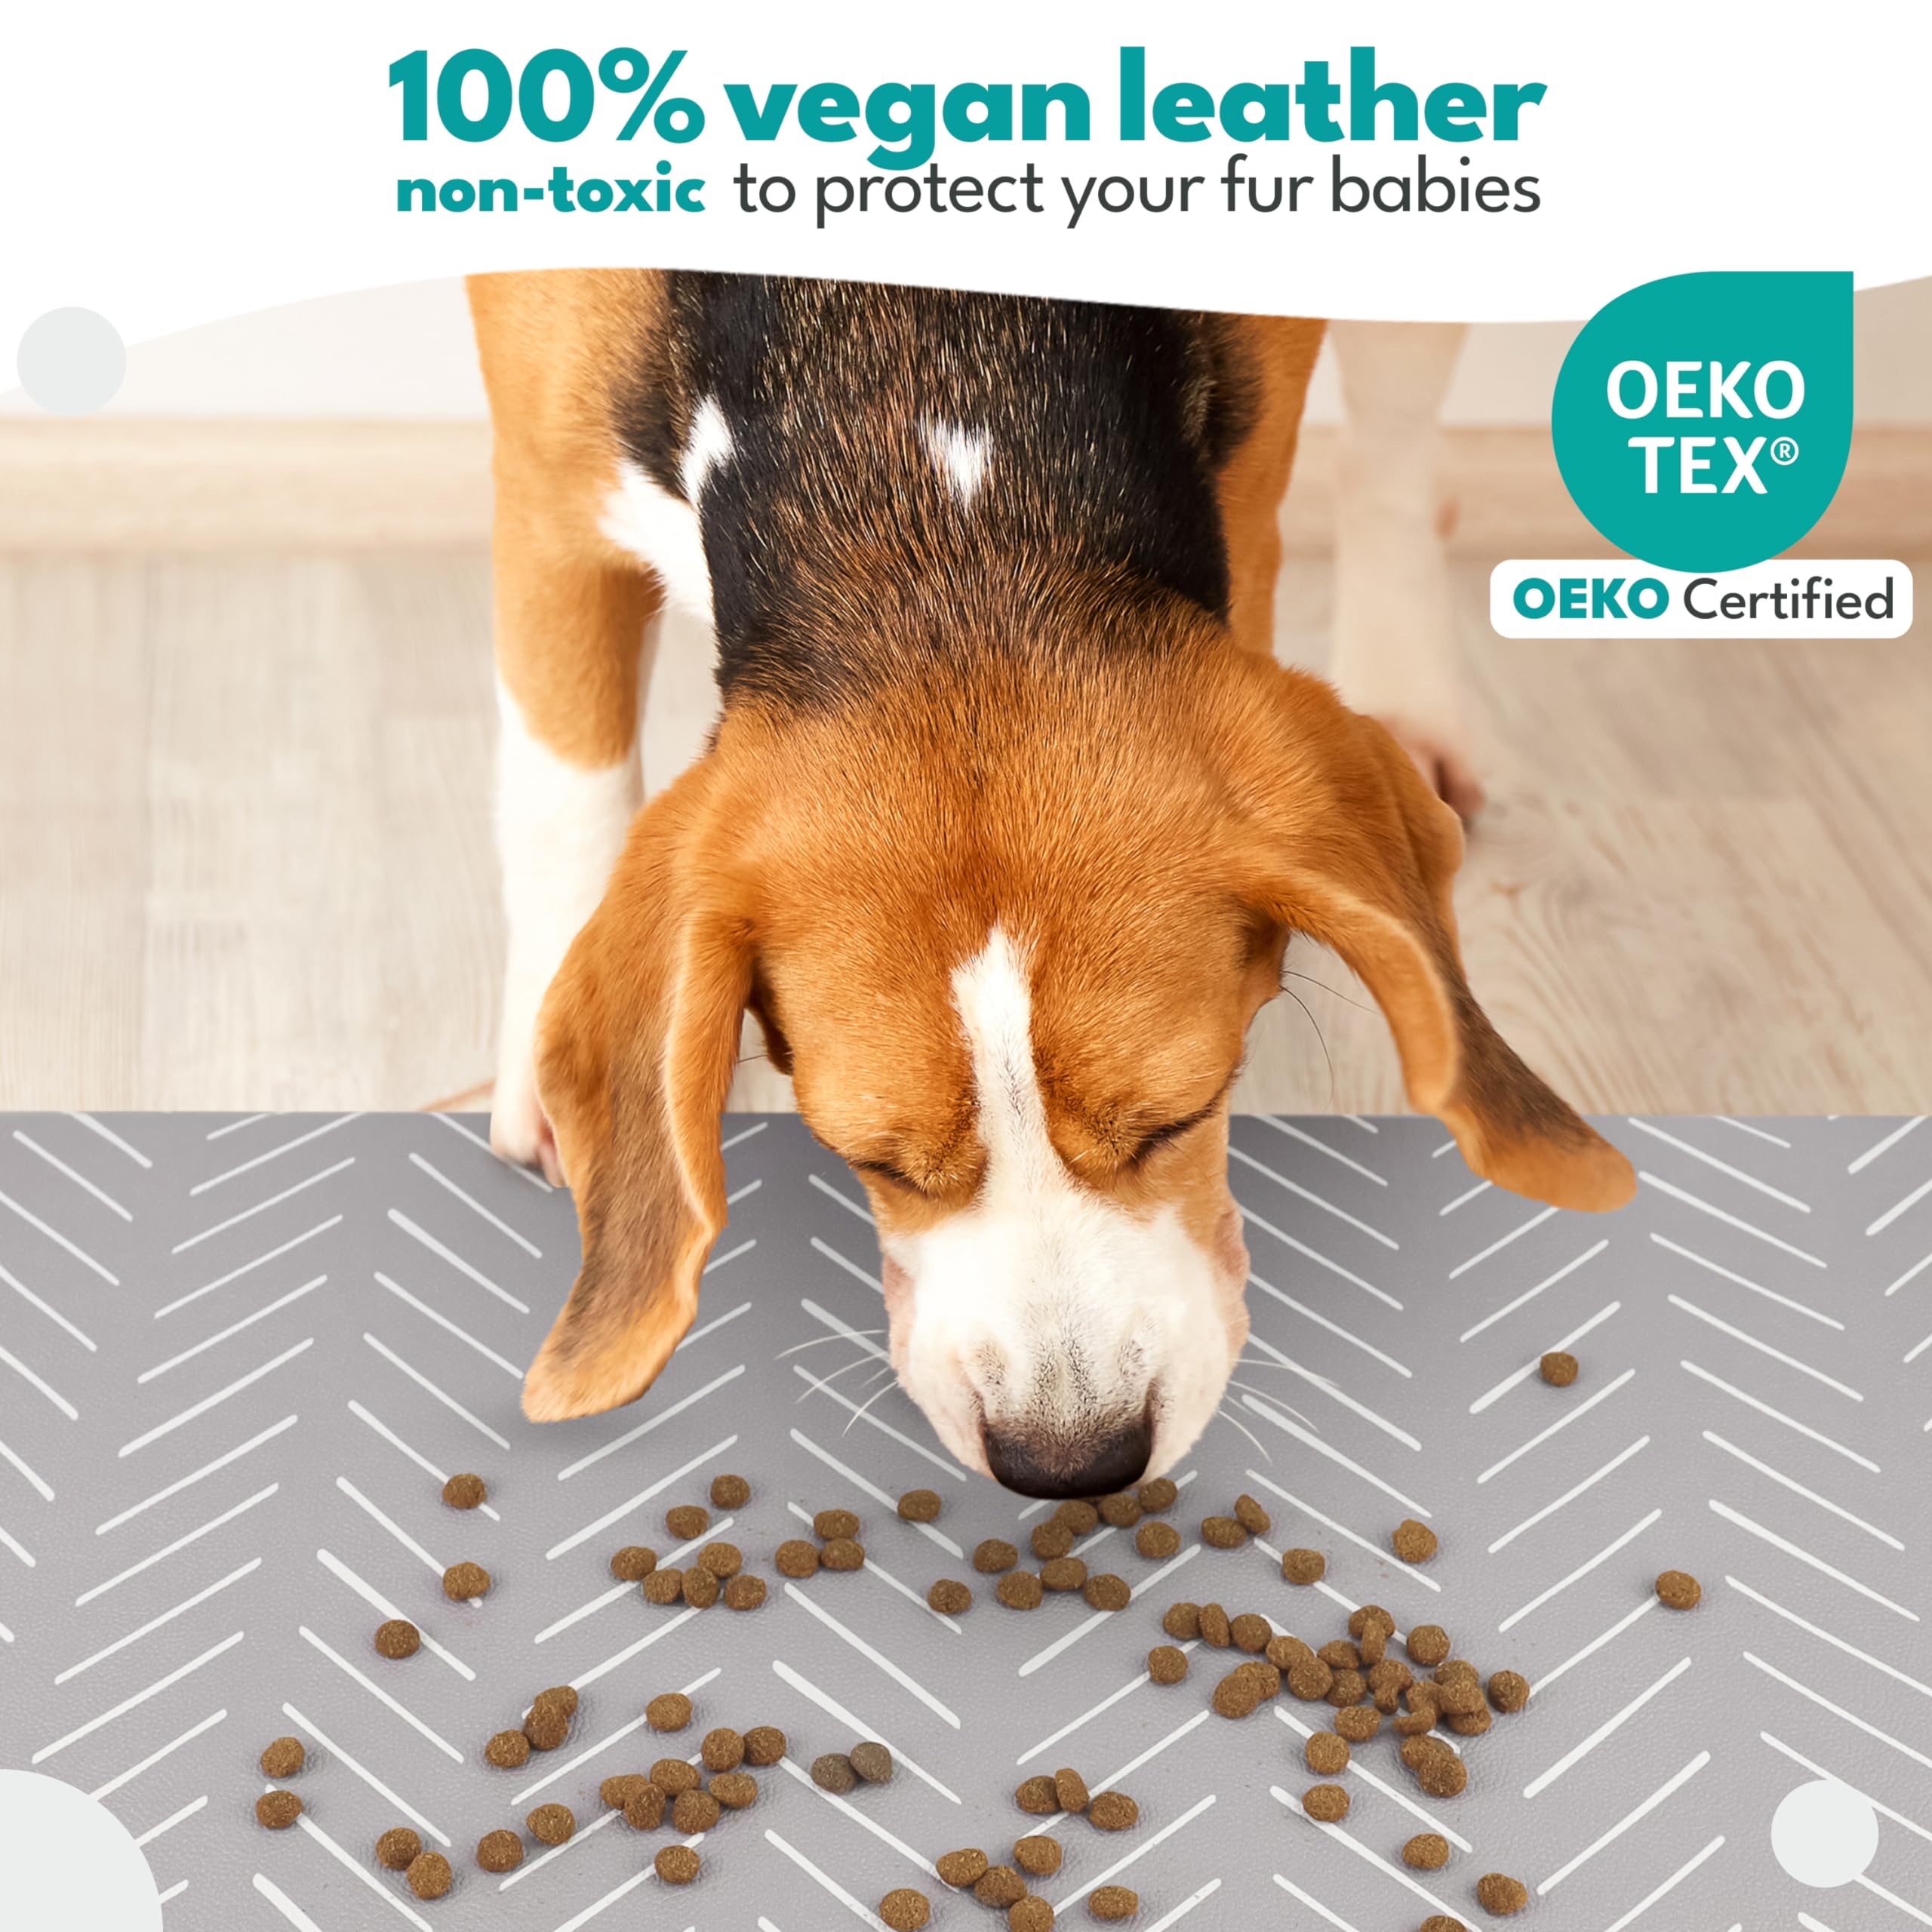 100% vegan leather
non-toxic to protect your fur babies
OEKO
TEX®
OEKO Certified